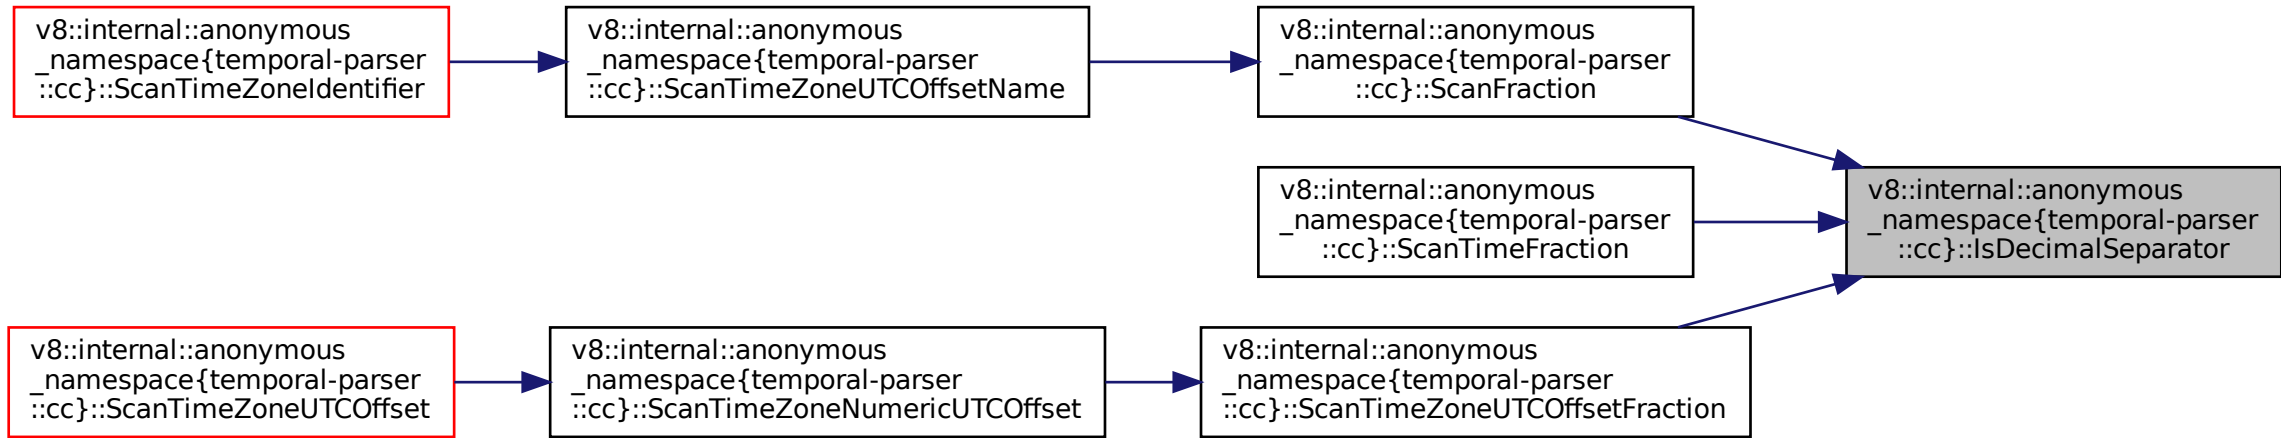 v8::internal::anonymous
_namespace{temporal-parser
::cc}::ScanTimeZoneIdentifier
v8::internal::anonymous
_namespace{temporal-parser
::cc}::ScanTimeZoneUTCOffsetName
v8::internal::anonymous
_namespace{temporal-parser
::cc}::ScanFraction
v8::internal::anonymous
_namespace{temporal-parser
::cc}::ScanTimeFraction
v8::internal::anonymous
_namespace{temporal-parser
::cc}::IsDecimalSeparator
v8::internal::anonymous
_namespace{temporal-parser
::cc}::ScanTimeZoneUTCOffset
v8::internal::anonymous
_namespace{temporal-parser
::cc}::ScanTimeZoneNumericUTCOffset
v8::internal::anonymous
_namespace{temporal-parser
::cc}::ScanTimeZoneUTCOffsetFraction